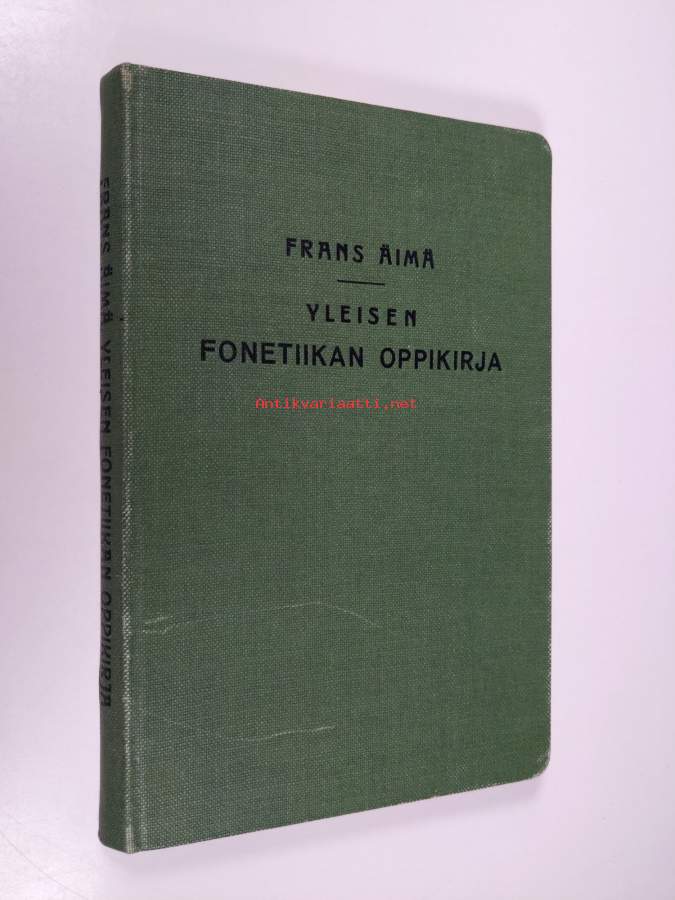 FRANS ÄIMÄ
YLEISEN
FONETIIKAN OPPIKIRJA
Antikvariaatti.net
FRANS ÄIMÄ YLEISEN FONETIIKAN OPPIKIRJA